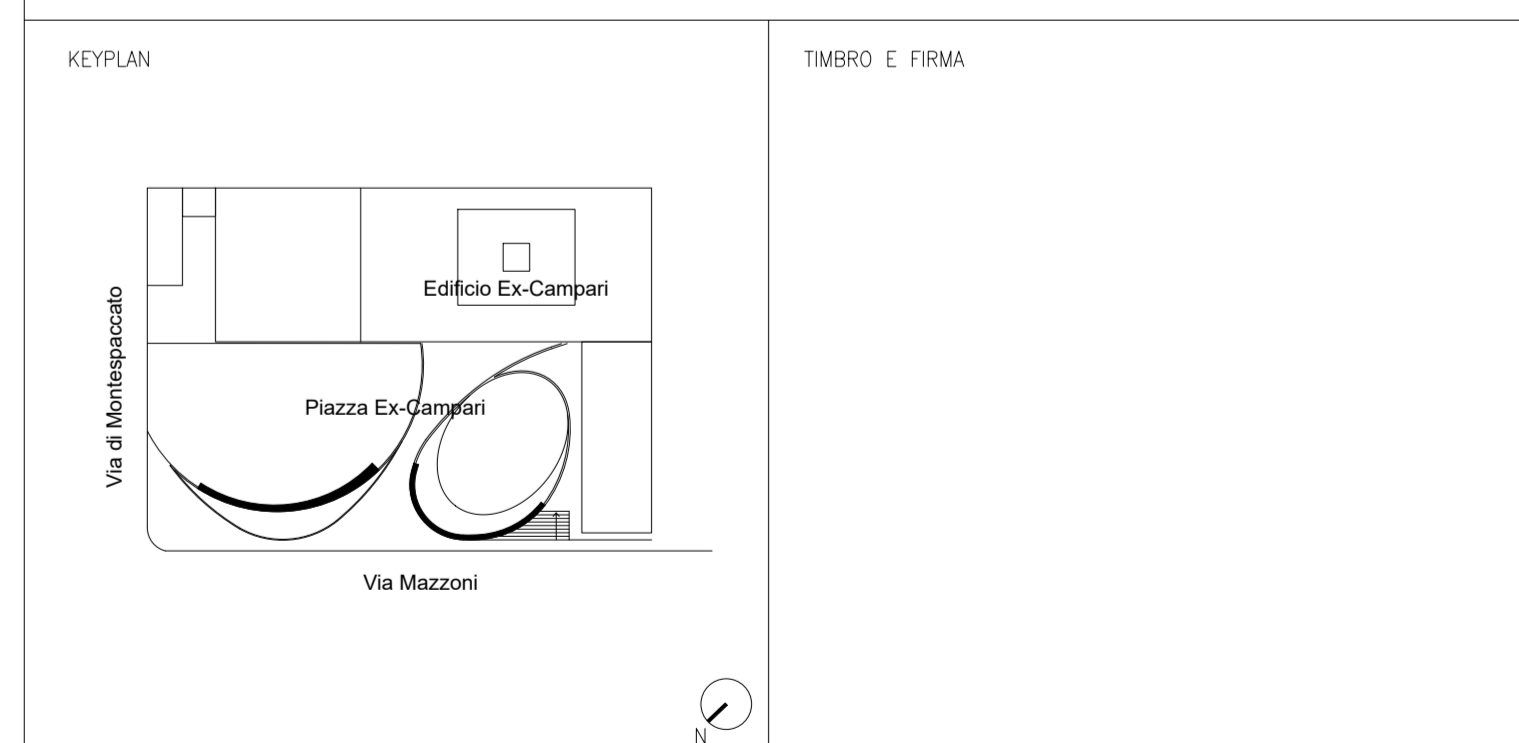 KEYPLAN
TIMBRO E FIRMA
Edificio Ex-Campari
Via di Montespaccato
Piazza Ex-Campari
Via Mazzoni
N